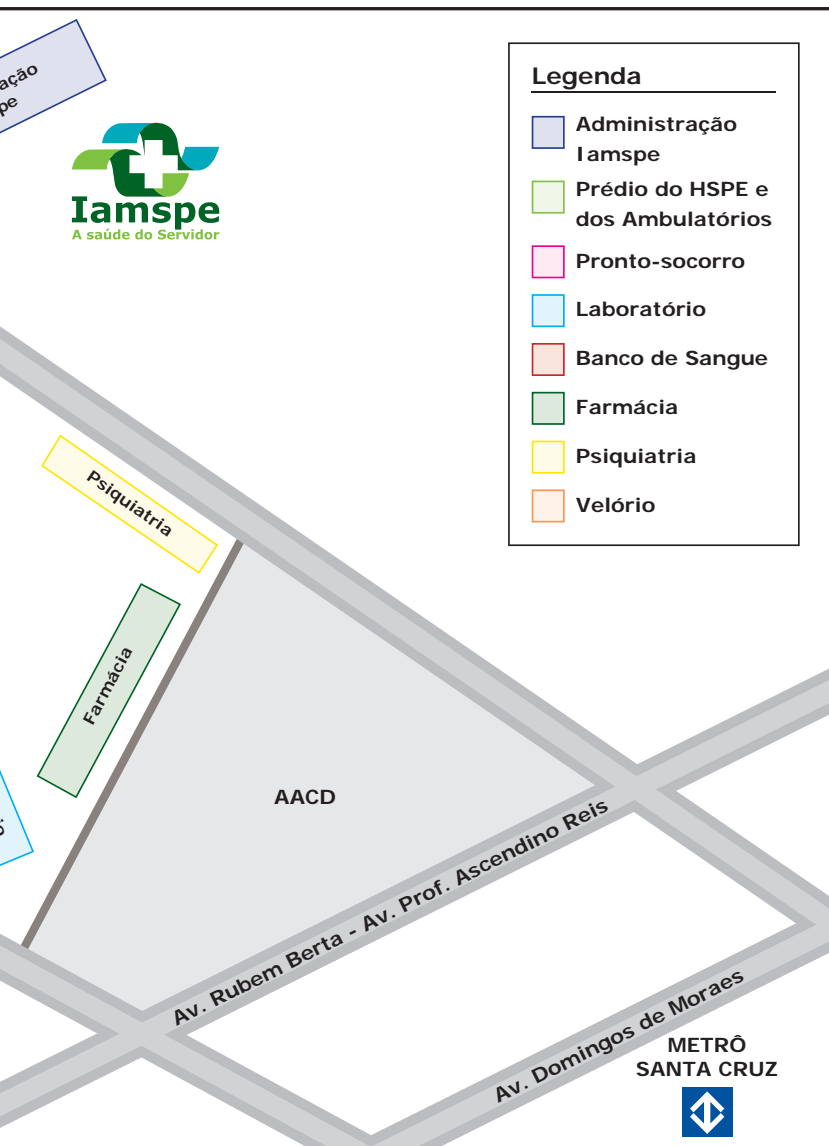 Iamspe
A saúde do Servidor
Legenda
Administração
Iamspe
Prédio do HSPE e
dos Ambulatórios
Pronto-socorro
Laboratório
Banco de Sangue
Farmácia
Psiquiatria
Velório
Psiquiatria
Farmácia
AACD
Av. Rubem Berta - Av. Prof. Ascendino Reis
Av. Domingos de Moraes
METRÔ
SANTA CRUZ